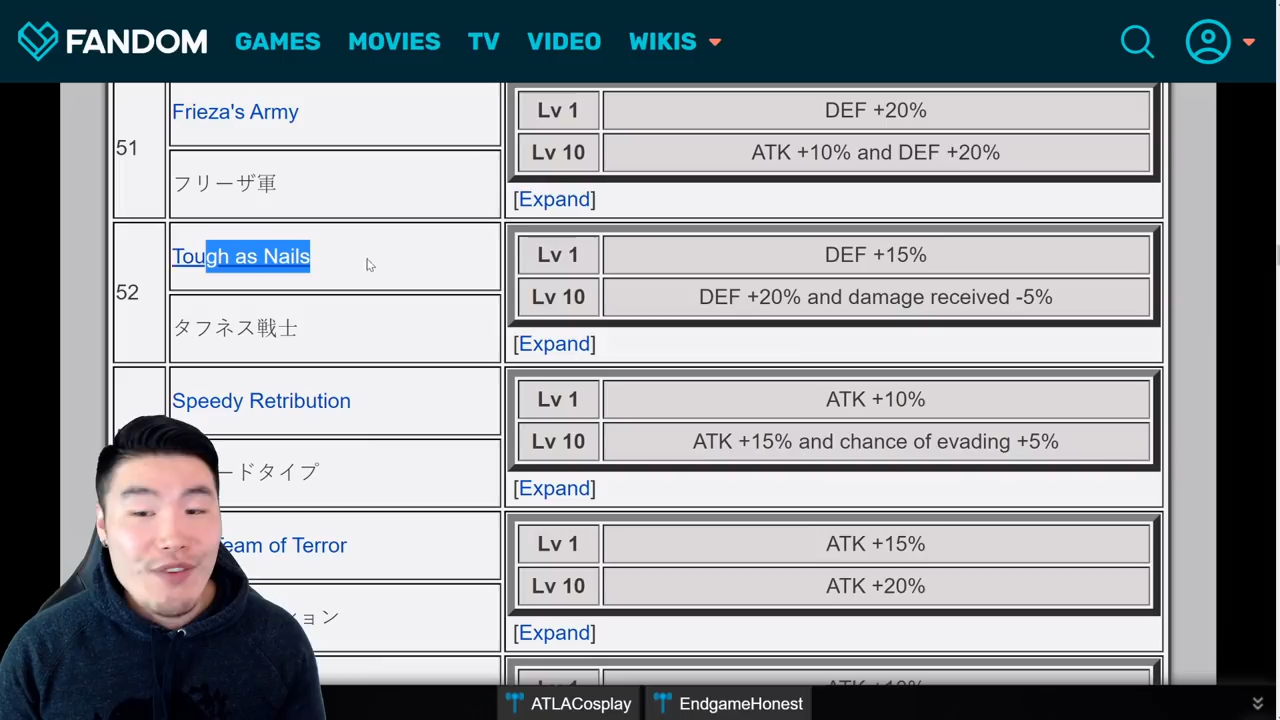 FANDOM GAMES MOVIES TV VIDEO WIKIS
51
Frieza's Army
フリーザ軍
Lv 1 DEF +20%
Lv 10 ATK +10% and DEF +20%
[Expand]
52
Tough as Nails
タフネス戦士
Lv 1 DEF +15%
Lv 10 DEF +20% and damage received -5%
[Expand]
Speedy Retribution
ードタイプ
Lv 1 ATK +10%
Lv 10 ATK +15% and chance of evading +5%
[Expand]
eam of Terror
ョン
Lv 1 ATK +15%
Lv 10 ATK +20%
[Expand]
ATLACosplay EndgameHonest